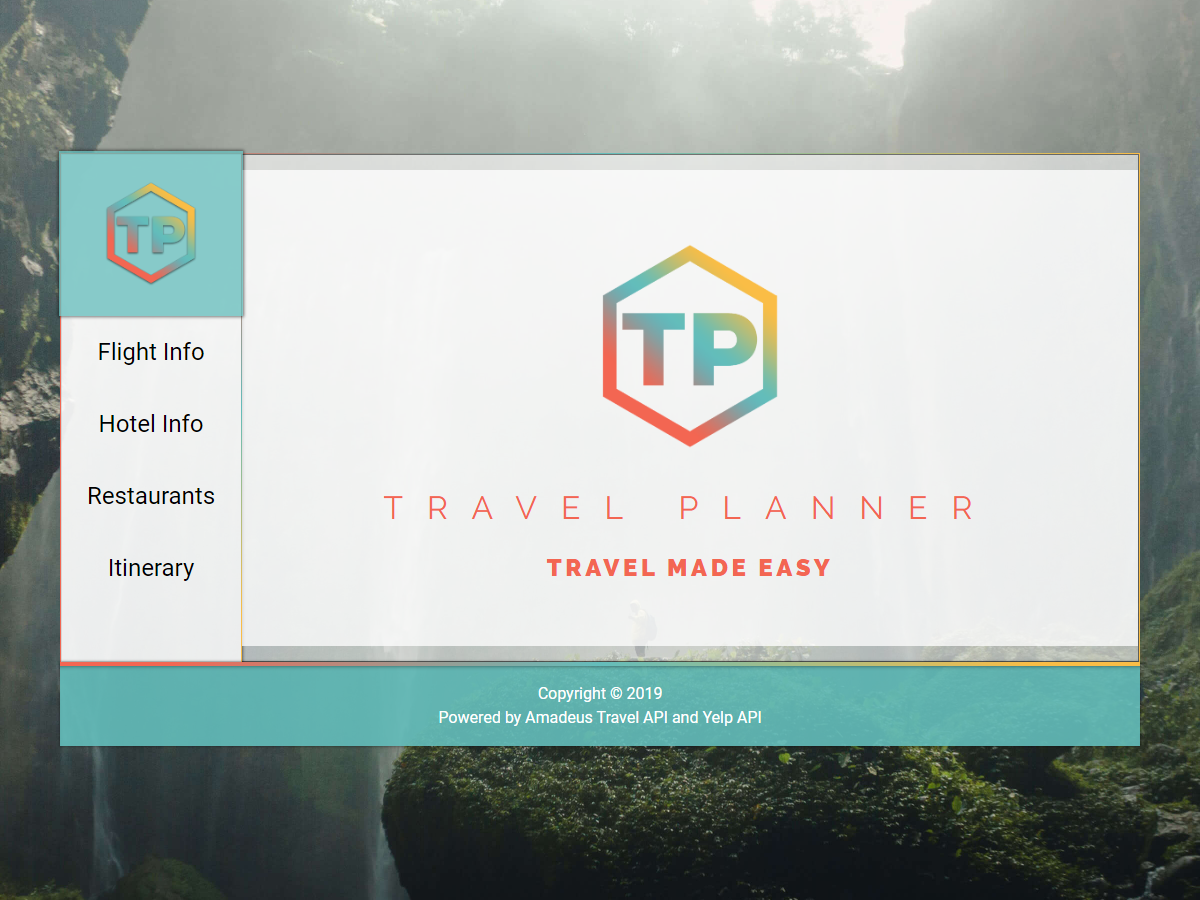 TP
Flight Info
Hotel Info
Restaurants
Itinerary
TP
TRAVEL PLANNER
TRAVEL MADE EASY
Copyright © 2019
Powered by Amadeus Travel API and Yelp API